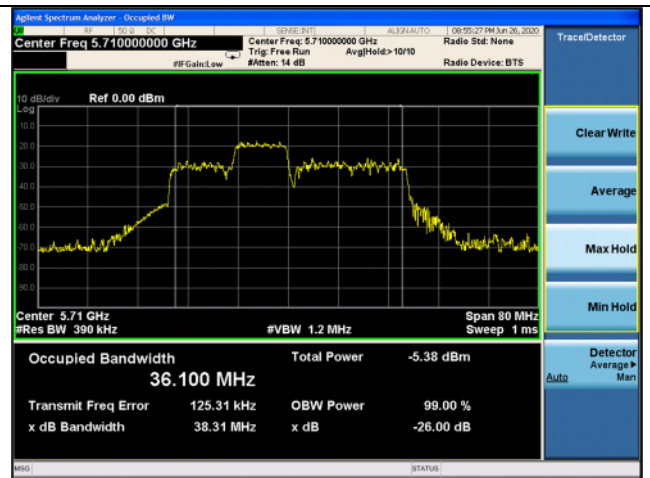 Agilent Spectrum Analyzer - Occupied BW
RF 50 Ω DC SENSE:INT ALIGNAUTO 08:55:27 PM Jun 26, 2020
Center Freq 5.710000000 GHz
Center Freq: 5.710000000 GHz
Radio Std: None
Trig: Free Run Avg|Hold:> 10/10
#IFGain:Low #Atten: 14 dB
Radio Device: BTS
Trace/Detector
10 dB/div Ref 0.00 dBm
Log
-10.0
-20.0
-30.0
-40.0
-50.0
-60.0
-70.0
-80.0
-90.0
Center 5.71 GHz Span 80 MHz
#Res BW 390 kHz #VBW 1.2 MHz Sweep 1 ms
Occupied Bandwidth Total Power -5.38 dBm
36.100 MHz
Transmit Freq Error 125.31 kHz OBW Power 99.00 %
x dB Bandwidth 38.31 MHz x dB -26.00 dB
Clear Write
Average
Max Hold
Min Hold
Detector
Average▶
Auto Man
MSG STATUS